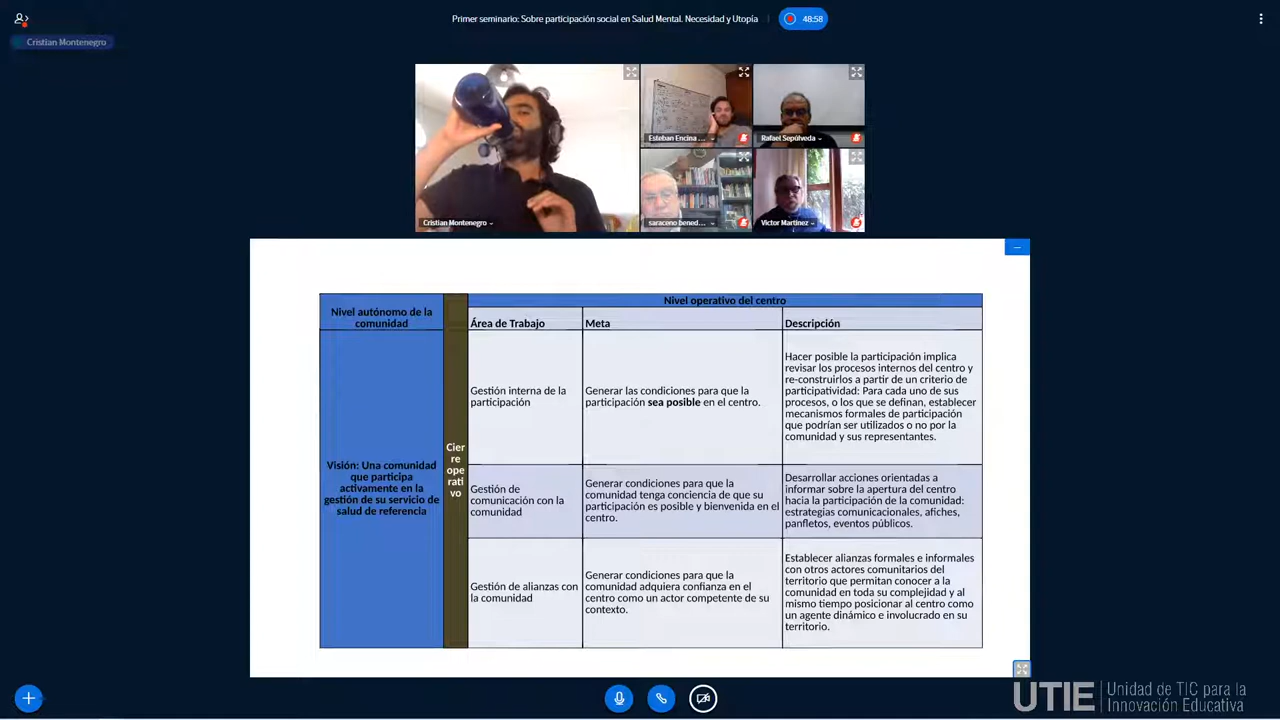 Primer seminario: Sobre participación social en Salud Mental. Necesidad y Utopía
48:58
Cristian Montenegro
Esteban Encina ...
Rafael Sepúlveda
Cristian Montenegro
saraceno bened...
Victor Martínez
Nivel autónomo de la
comunidad
Nivel operativo del centro
Área de Trabajo
Meta
Descripción
Visión: Una comunidad
que participa
activamente en la
gestión de su servicio de
salud de referencia
Cier
re
ope
rati
vo
Gestión interna de la
participación
Generar las condiciones para que la
participación sea posible en el centro.
Hacer posible la participación implica
revisar los procesos internos del centro y
re-construirlos a partir de un criterio de
participatividad: Para cada uno de sus
procesos, o los que se definan, establecer
mecanismos formales de participación
que podrían ser utilizados o no por la
comunidad y sus representantes.
Gestión de
comunicación con la
comunidad
Generar condiciones para que la
comunidad tenga conciencia de que su
participación es posible y bienvenida en el
centro.
Desarrollar acciones orientadas a
informar sobre la apertura del centro
hacia la participación de la comunidad:
estrategias comunicacionales, afiches,
panfletos, eventos públicos.
Gestión de alianzas con
la comunidad
Generar condiciones para que la
comunidad adquiera confianza en el
centro como un actor competente de su
contexto.
Establecer alianzas formales e informales
con otros actores comunitarios del
territorio que permitan conocer a la
comunidad en toda su complejidad y al
mismo tiempo posicionar al centro como
un agente dinámico e involucrado en su
territorio.
UTIE
Unidad de TIC para la
Innovación Educativa